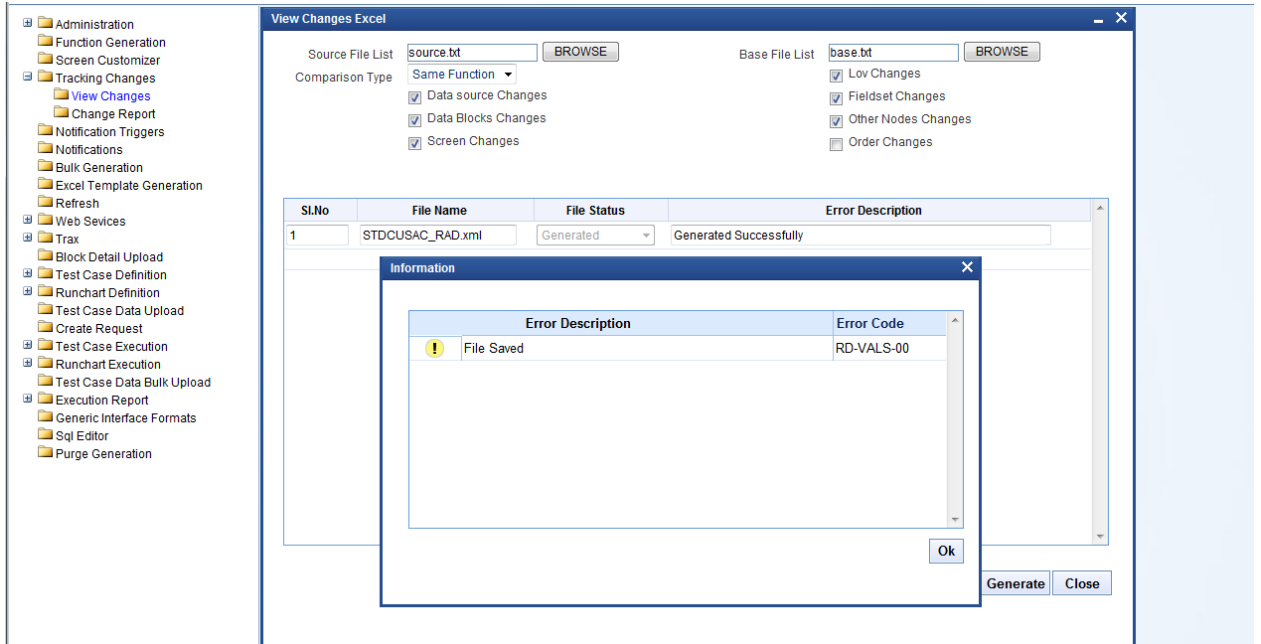 Administration
Function Generation
Screen Customizer
Tracking Changes
View Changes
Change Report
Notification Triggers
Notifications
Bulk Generation
Excel Template Generation
Refresh
Web Sevices
Trax
Block Detail Upload
Test Case Definition
Runchart Definition
Test Case Data Upload
Create Request
Test Case Execution
Runchart Execution
Test Case Data Bulk Upload
Execution Report
Generic Interface Formats
Sql Editor
Purge Generation
View Changes Excel
Source File List source.txt BROWSE Base File List base.txt BROWSE
Comparison Type Same Function Lov Changes
Data source Changes Fieldset Changes
Data Blocks Changes Other Nodes Changes
Screen Changes Order Changes
Sl.No File Name File Status Error Description
1 STDCUSAC_RAD.xml Generated Generated Successfully
Information
Error Description Error Code
! File Saved RD-VALS-00
Ok
Generate Close